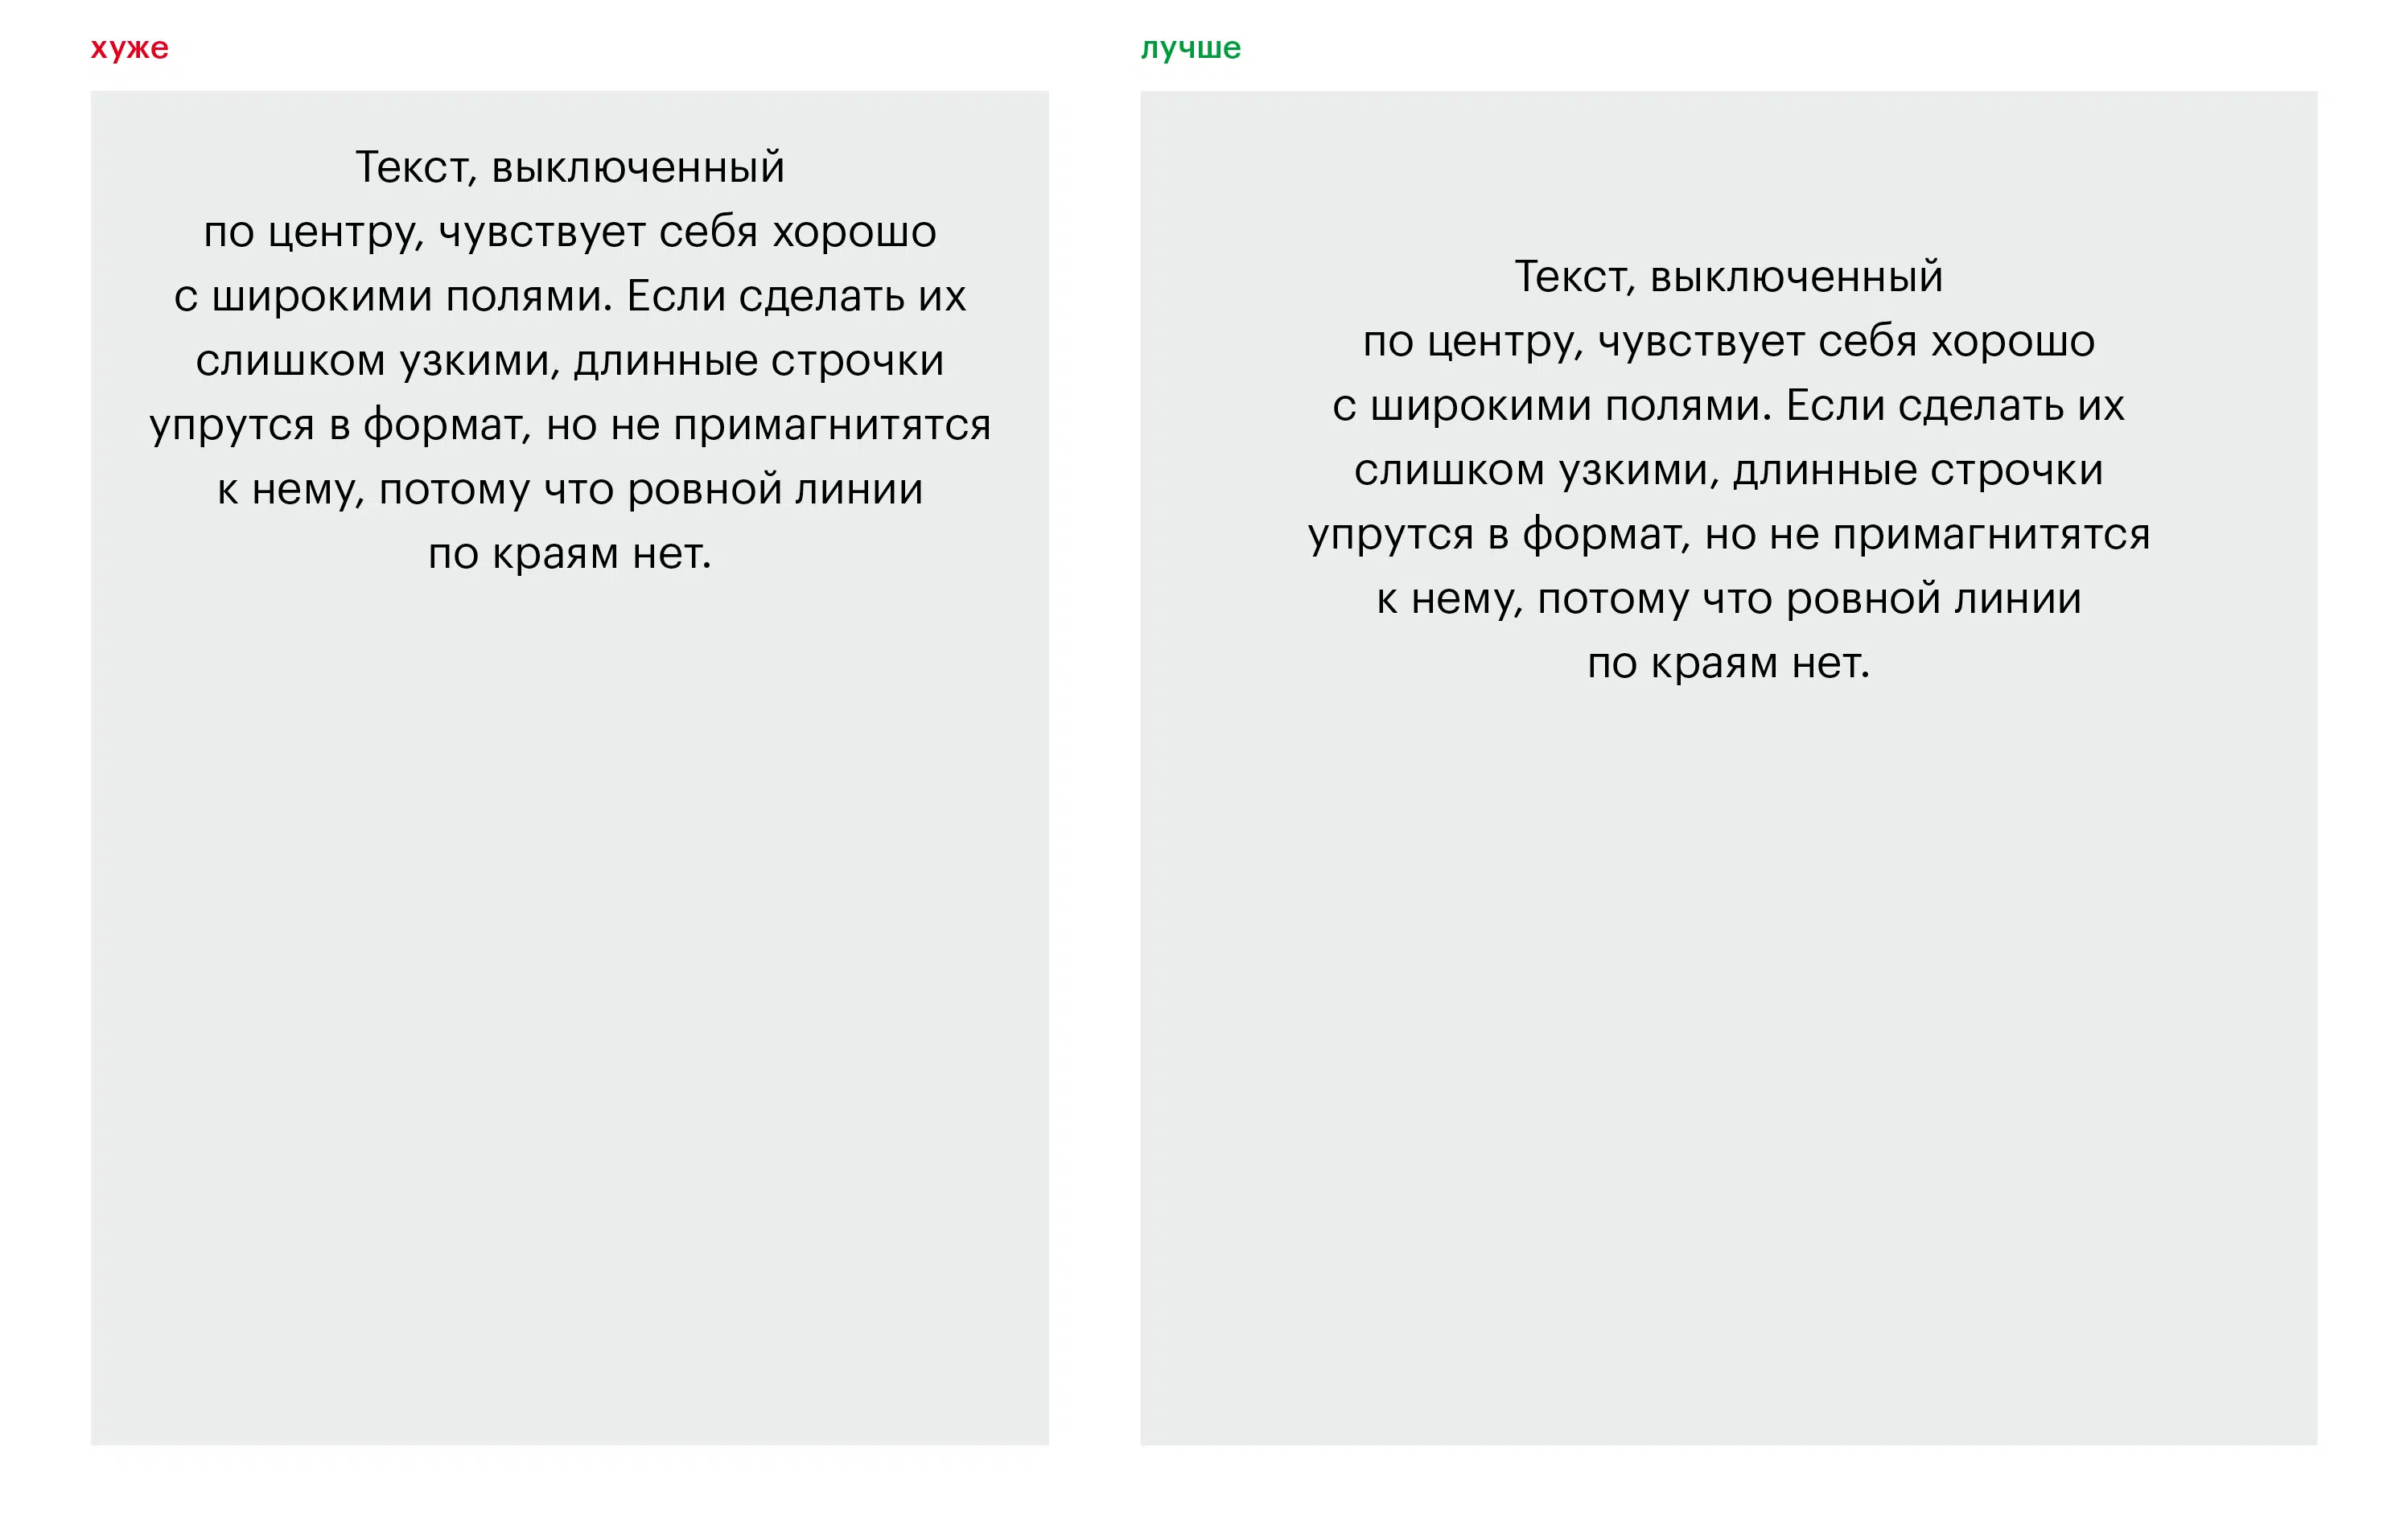 хуже
Текст, выключенный
по центру, чувствует себя хорошо
с широкими полями. Если сделать их
слишком узкими, длинные строчки
упрутся в формат, но не примагнитятся
к нему, потому что ровной линии
по краям нет.
лучше
Текст, выключенный
по центру, чувствует себя хорошо
с широкими полями. Если сделать их
слишком узкими, длинные строчки
упрутся в формат, но не примагнитятся
к нему, потому что ровной линии
по краям нет.